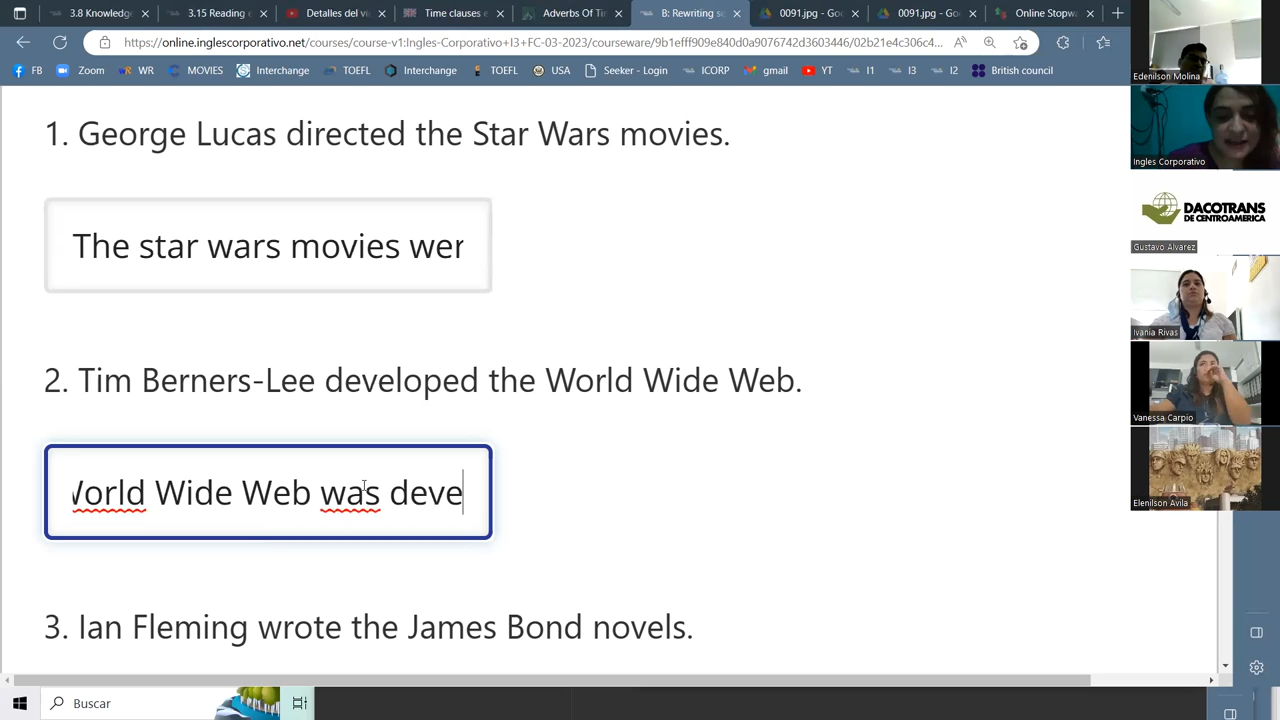 3.8 Knowledge
3.15 Reading e
Detalles del vi
Time clauses e
Adverbs Of Ti
B: Rewriting se
0091.jpg - Go
0091.jpg - Go
Online Stopw
https://online.inglescorporativo.net/courses/course-v1:Ingles-Corporativo+I3+FC-03-2023/courseware/9b1efff909e840d0a9076742d3603446/02b21e4c306c4...
FB
Zoom
WR
MOVIES
Interchange
TOEFL
Interchange
TOEFL
USA
Seeker - Login
ICORP
gmail
YT
I1
I3
I2
British council
1. George Lucas directed the Star Wars movies.
The star wars movies wer
2. Tim Berners-Lee developed the World Wide Web.
World Wide Web was deve
3. Ian Fleming wrote the James Bond novels.
Buscar
Edenilson Molina
Ingles Corporativo
DACOTRANS
DE CENTROAMERICA
Gustavo Alvarez
Ivania Rivas
Vanessa Carpio
Elenilson Avila